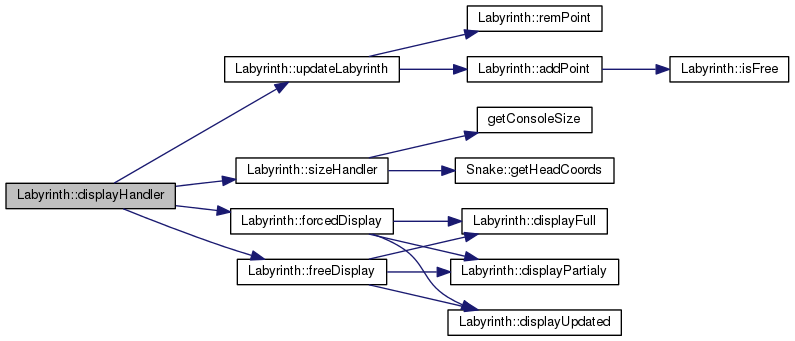 Labyrinth::remPoint
Labyrinth::updateLabyrinth
Labyrinth::addPoint
Labyrinth::isFree
getConsoleSize
Labyrinth::sizeHandler
Snake::getHeadCoords
Labyrinth::displayHandler
Labyrinth::forcedDisplay
Labyrinth::displayFull
Labyrinth::freeDisplay
Labyrinth::displayPartialy
Labyrinth::displayUpdated